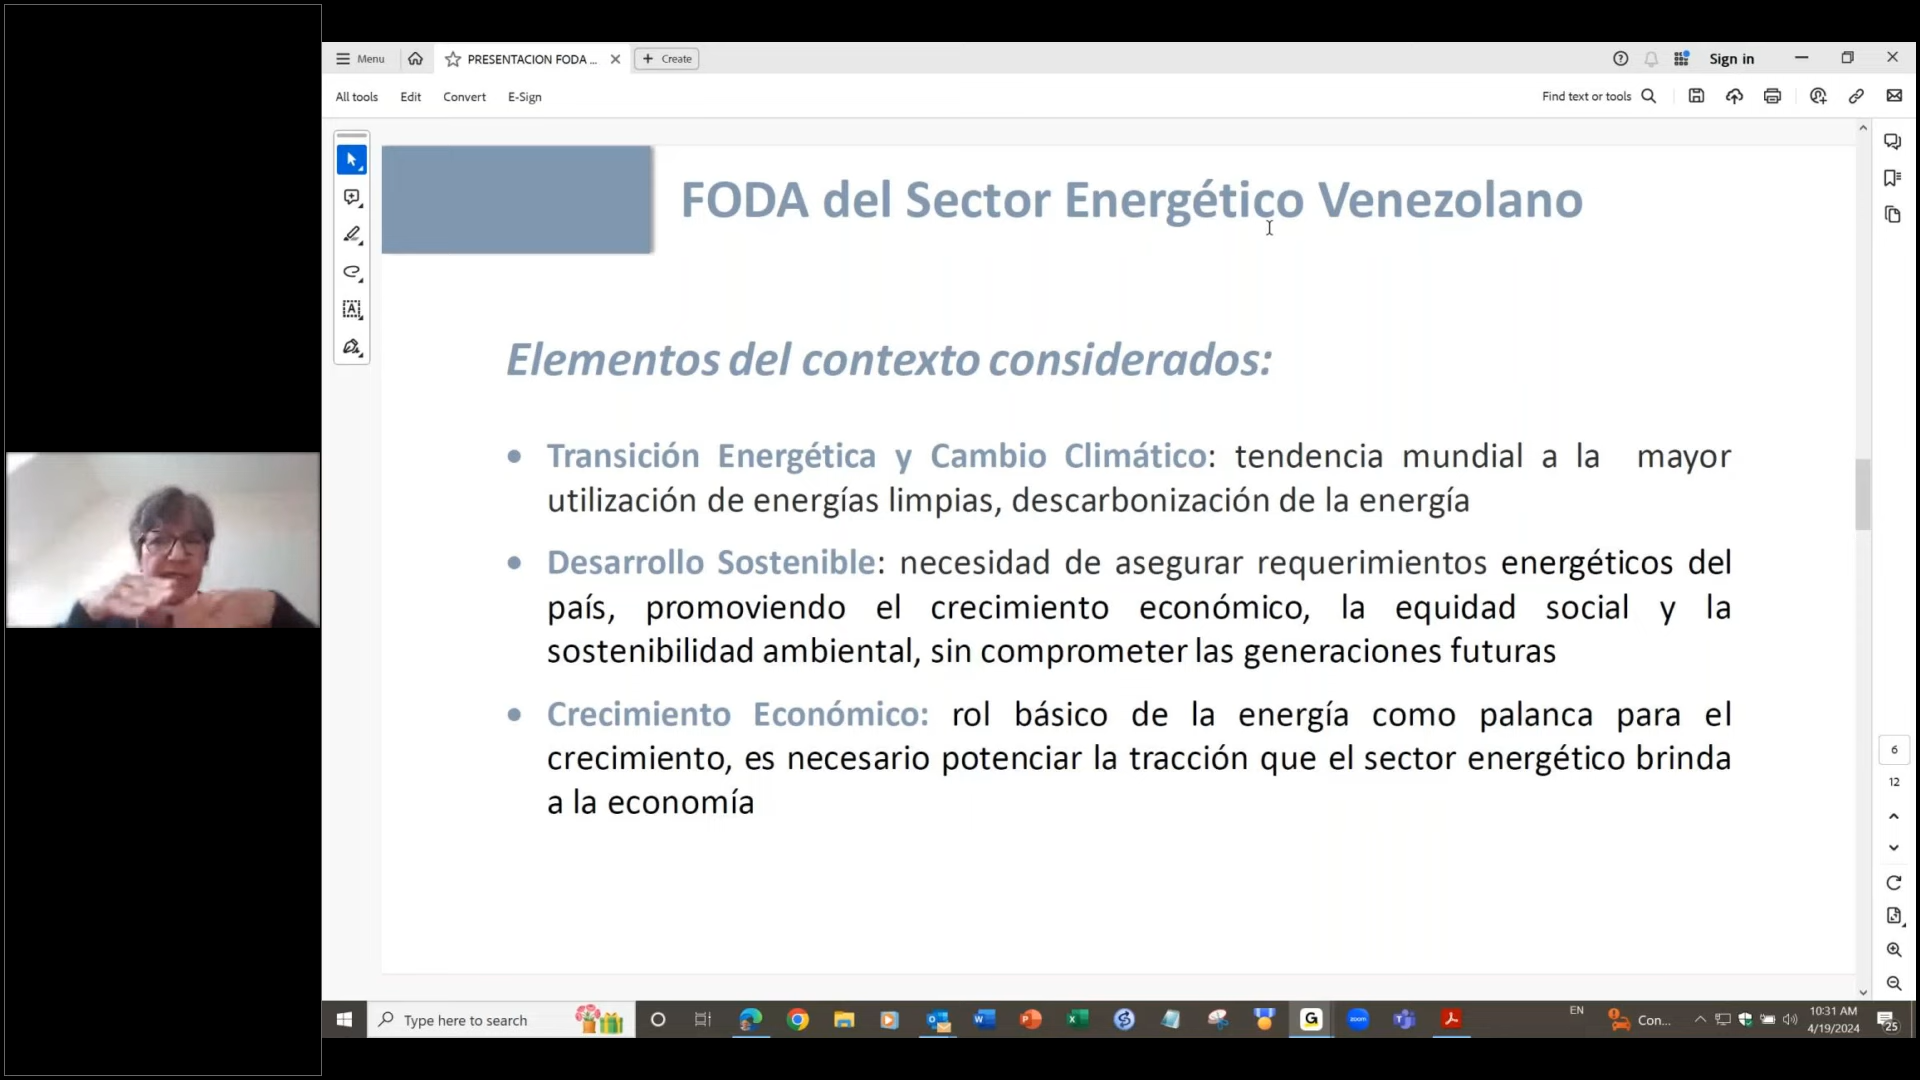 Menu
PRESENTACION FODA ...
Create
Sign in
All tools
Edit
Convert
E-Sign
Find text or tools
FODA del Sector Energético Venezolano
Elementos del contexto considerados:
• Transición Energética y Cambio Climático: tendencia mundial a la mayor
utilización de energías limpias, descarbonización de la energía
• Desarrollo Sostenible: necesidad de asegurar requerimientos energéticos del
país, promoviendo el crecimiento económico, la equidad social y la
sostenibilidad ambiental, sin comprometer las generaciones futuras
• Crecimiento Económico: rol básico de la energía como palanca para el
crecimiento, es necesario potenciar la tracción que el sector energético brinda
a la economía
6
12
Type here to search
zoom
G
EN
Con...
10:31 AM
4/19/2024
25